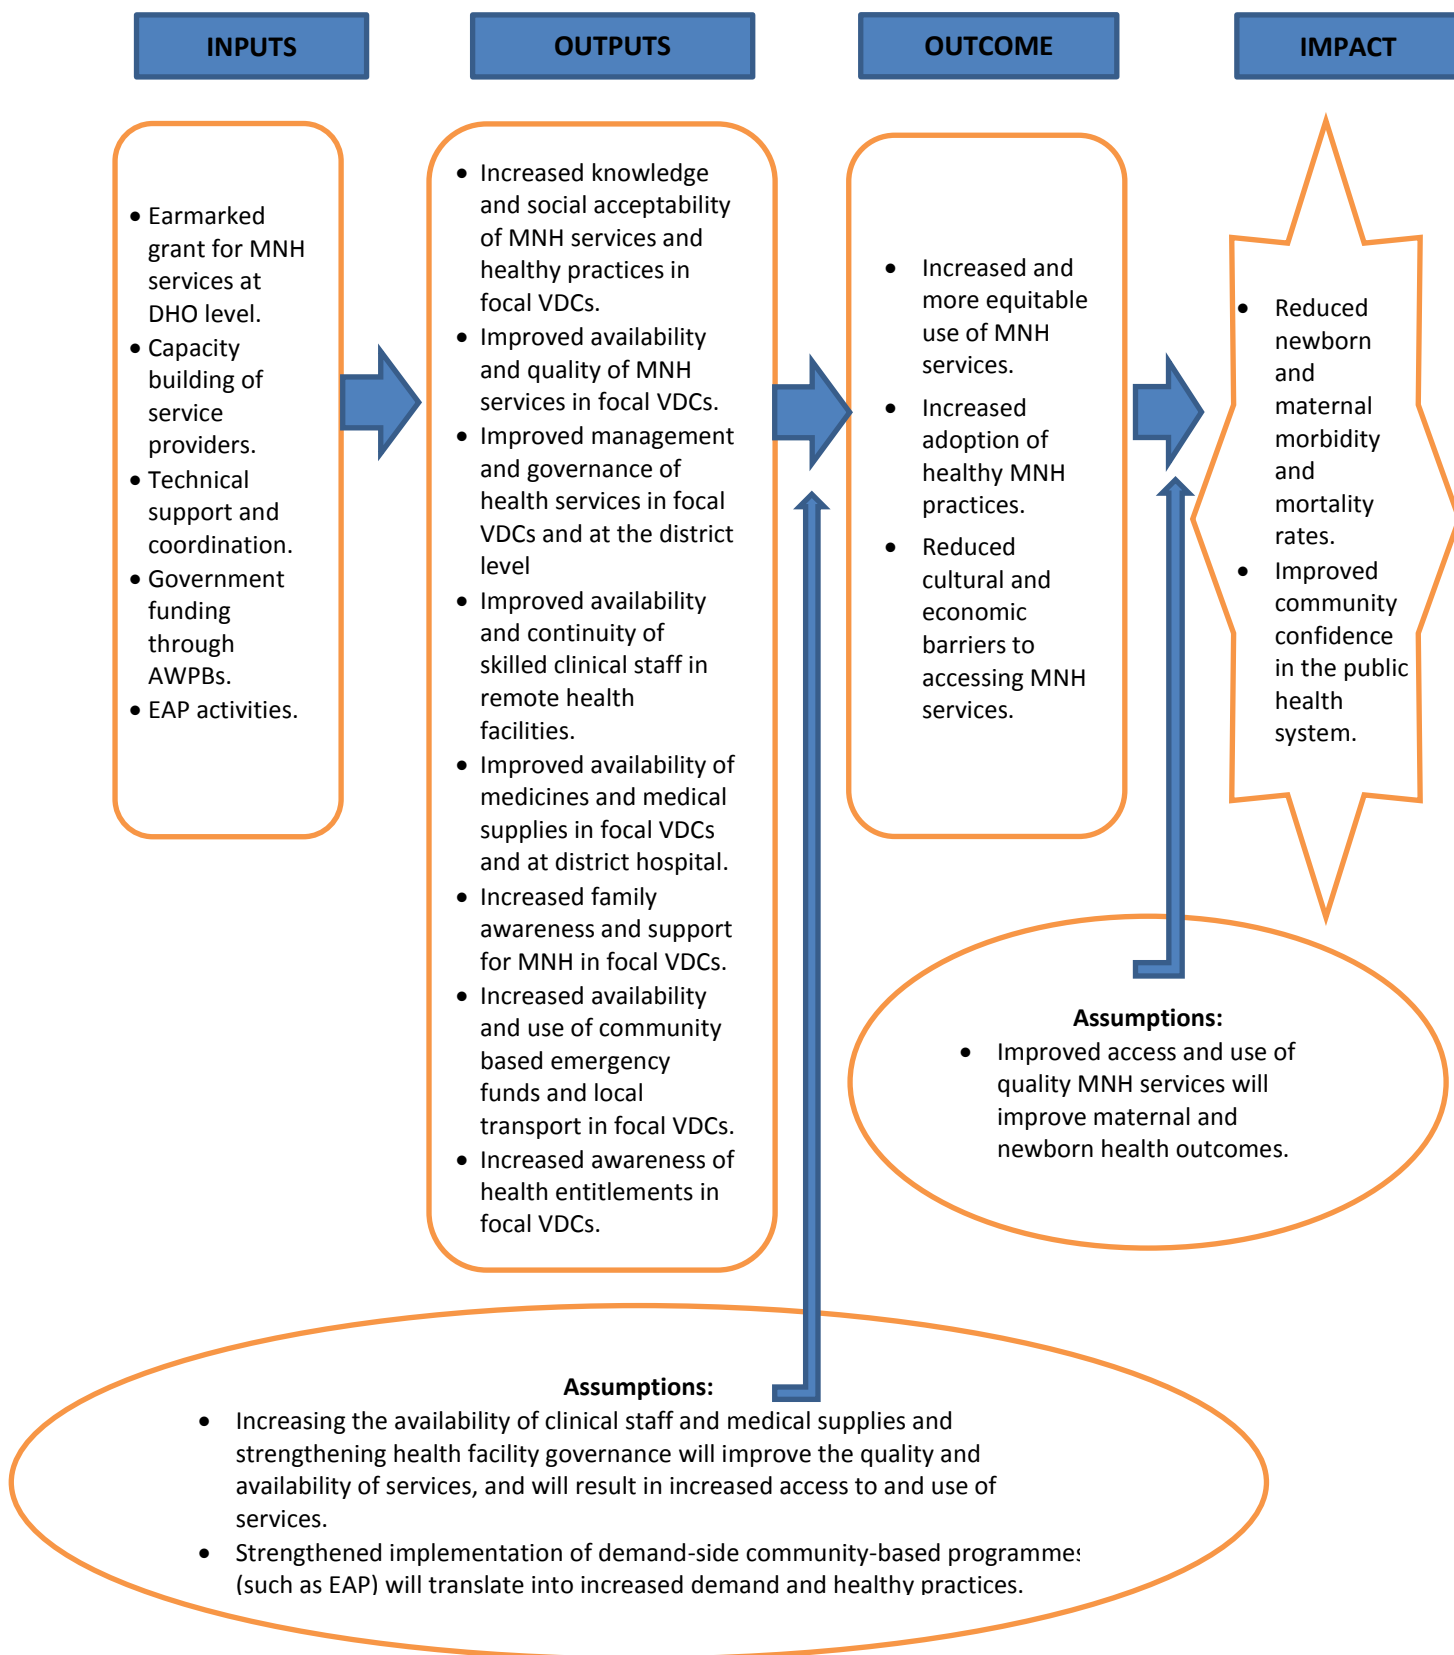 INPUTS
OUTPUTS
OUTCOME
IMPACT
• Earmarked
grant for MNH
services at
DHO level.
• Capacity
building of
service
providers.
• Technical
support and
coordination.
• Government
funding
through
AWPBs.
• EAP activities.
• Increased knowledge
and social acceptability
of MNH services and
healthy practices in
focal VDCs.
• Improved availability
and quality of MNH
services in focal VDCs.
• Improved management
and governance of
health services in focal
VDCs and at the district
level
• Improved availability
and continuity of
skilled clinical staff in
remote health
facilities.
• Improved availability of
medicines and medical
supplies in focal VDCs
and at district hospital.
• Increased family
awareness and support
for MNH in focal VDCs.
• Increased availability
and use of community
based emergency
funds and local
transport in focal VDCs.
• Increased awareness of
health entitlements in
focal VDCs.
• Increased and
more equitable
use of MNH
services.
• Increased
adoption of
healthy MNH
practices.
• Reduced
cultural and
economic
barriers to
accessing MNH
services.
• Reduced
newborn
and
maternal
morbidity
and
mortality
rates.
• Improved
community
confidence
in the public
health
system.
Assumptions:
• Improved access and use of
quality MNH services will
improve maternal and
newborn health outcomes.
Assumptions:
• Increasing the availability of clinical staff and medical supplies and
strengthening health facility governance will improve the quality and
availability of services, and will result in increased access to and use of
services.
• Strengthened implementation of demand-side community-based programmes
(such as EAP) will translate into increased demand and healthy practices.